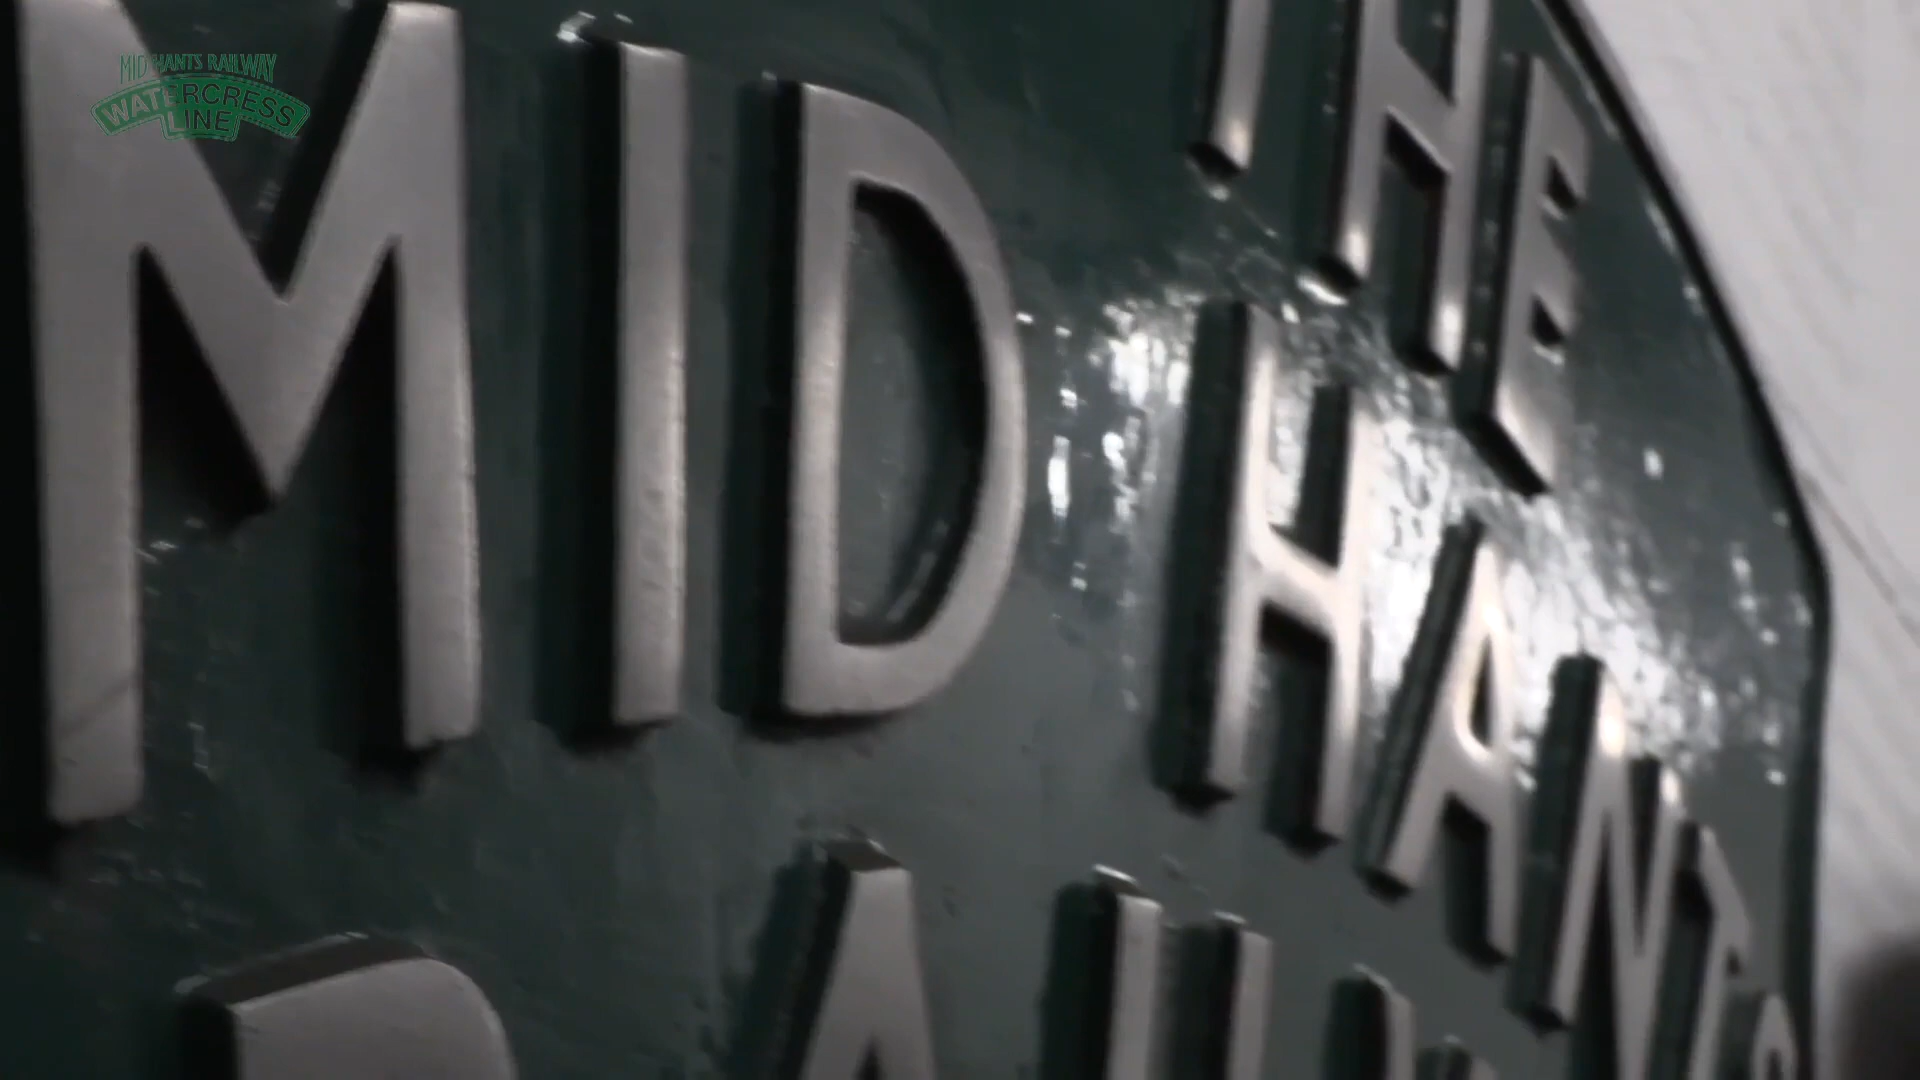 MID HANTS RAILWAY
WATERCRESS
LINE
THE
MID HANTS